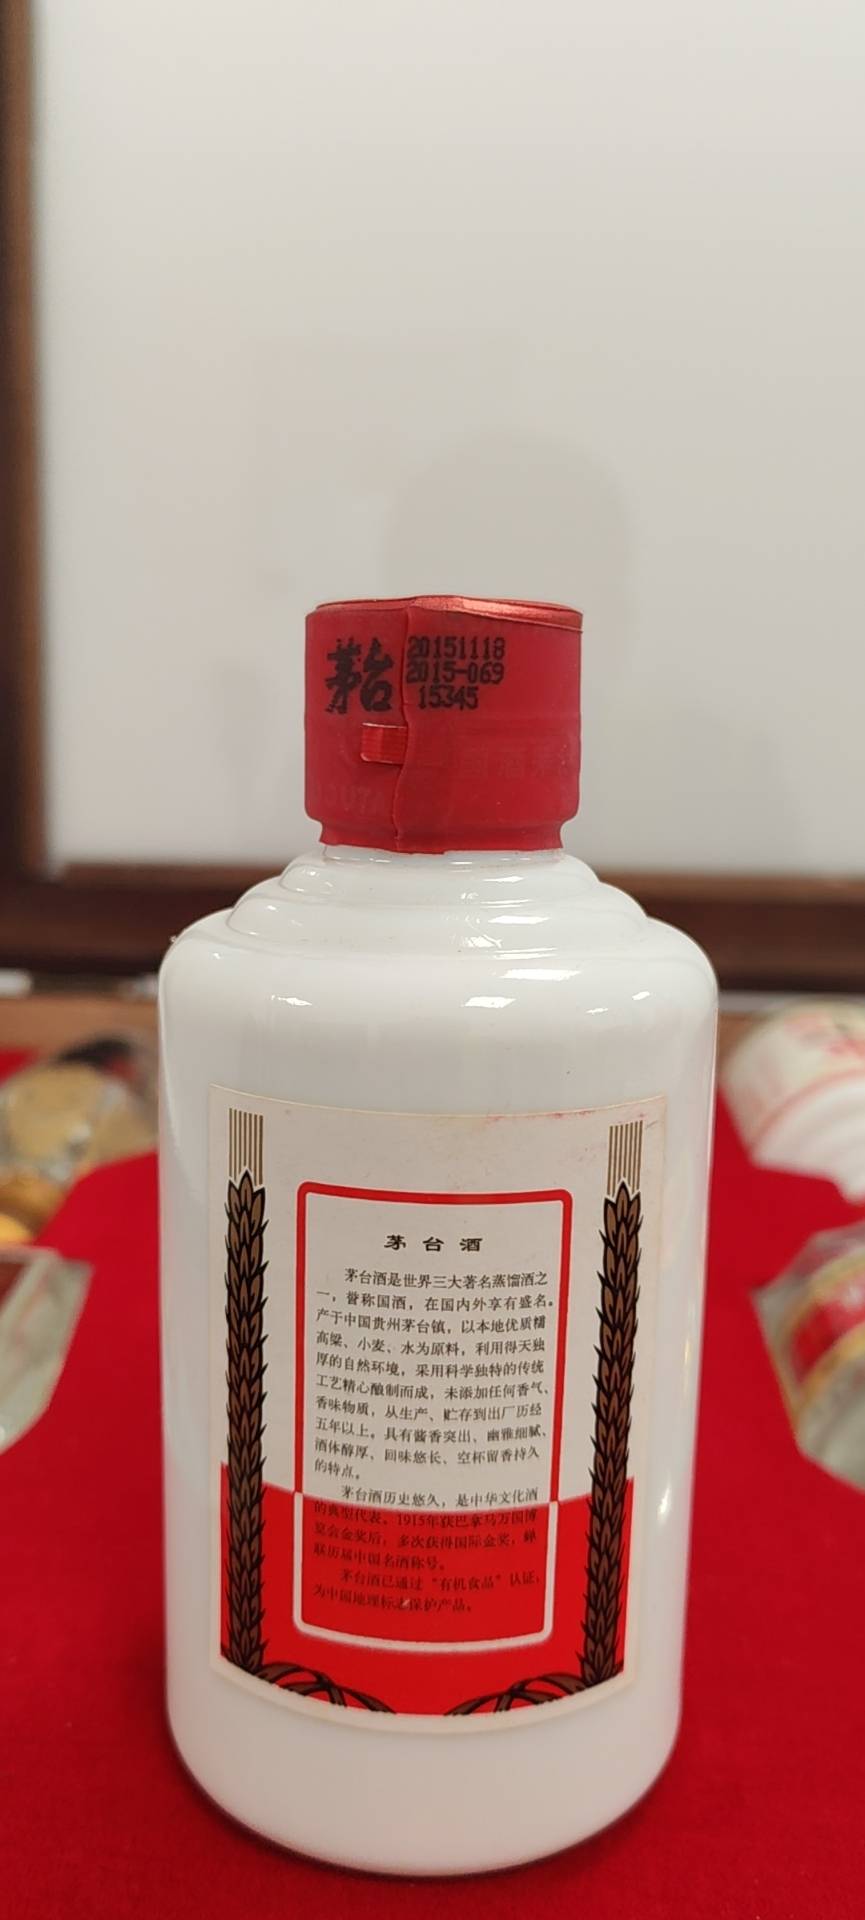 茅台
20151118
2015-069
15345
茅台酒
茅台酒是世界三大著名蒸馏酒之
一，誉称国酒，在国内外享有盛名。
产于中国贵州茅台镇，以本地优质糯
高粱、小麦、水为原料，利用得天独
厚的自然环境，采用科学独特的传统
工艺精心酿制而成，未添加任何香气、
香味物质，从生产、贮存到出厂历经
五年以上。具有酱香突出、幽雅细腻、
酒体醇厚、回味悠长、空杯留香持久
的特点。
茅台酒历史悠久，是中华文化酒
的典型代表。1915年获巴拿马万国博
览会金奖后，多次获得国际金奖，蝉
联历届中国名酒称号。
茅台酒已通过“有机食品”认证，
为中国地理标志保护产品。